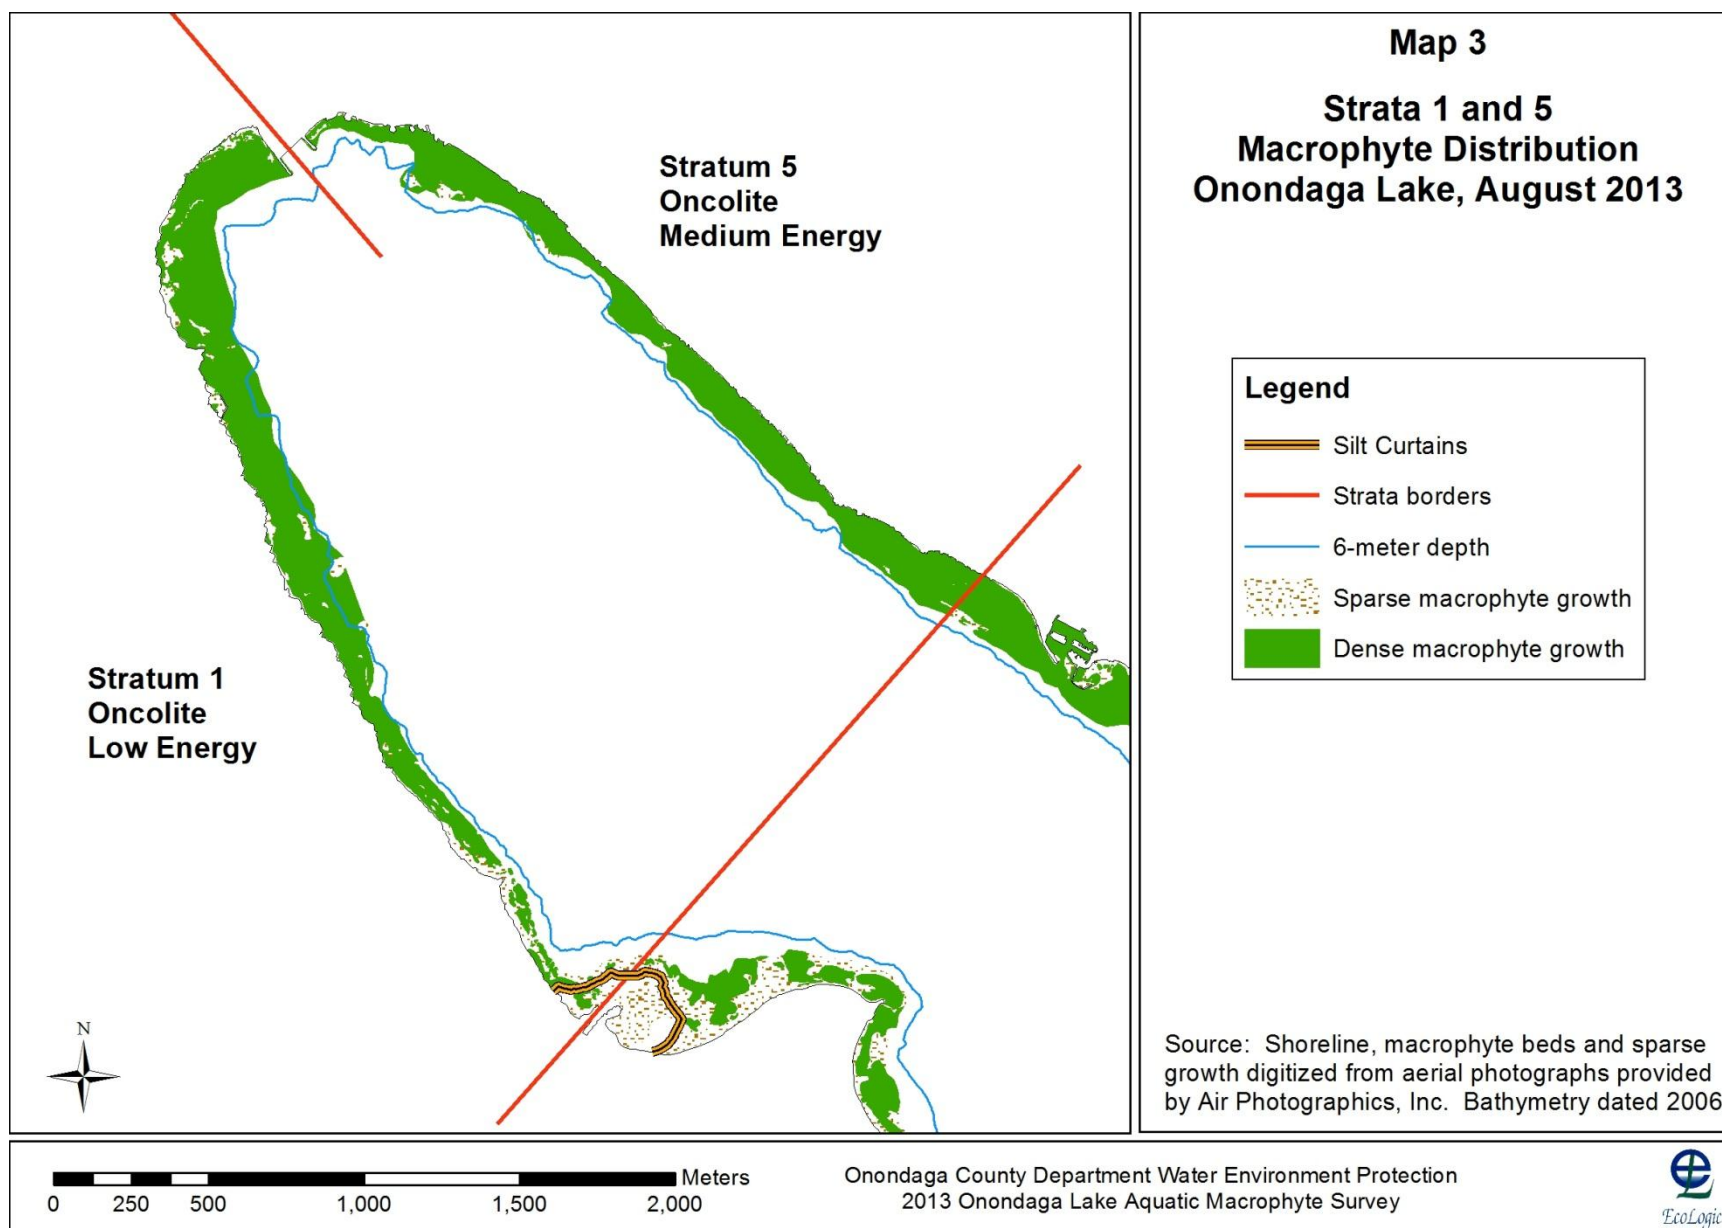 Map 3
Strata 1 and 5
Macrophyte Distribution
Onondaga Lake, August 2013
Stratum 5
Oncolite
Medium Energy
Stratum 1
Oncolite
Low Energy
Legend
Silt Curtains
Strata borders
6-meter depth
Sparse macrophyte growth
Dense macrophyte growth
N
Source: Shoreline, macrophyte beds and sparse
growth digitized from aerial photographs provided
by Air Photographics, Inc. Bathymetry dated 2006
Meters
0 250 500 1,000 1,500 2,000
Onondaga County Department Water Environment Protection
2013 Onondaga Lake Aquatic Macrophyte Survey
EcoLogic